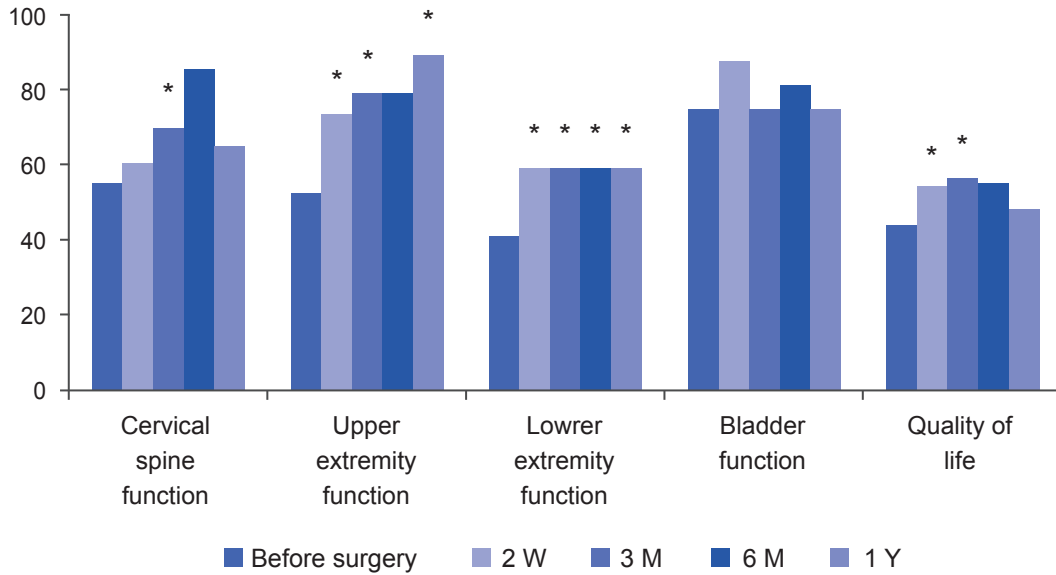 100
80
60
40
20
0
* * * * * * * * * *
Cervical spine function
Upper extremity function
Lowrer extremity function
Bladder function
Quality of life
Before surgery 2 W 3 M 6 M 1 Y